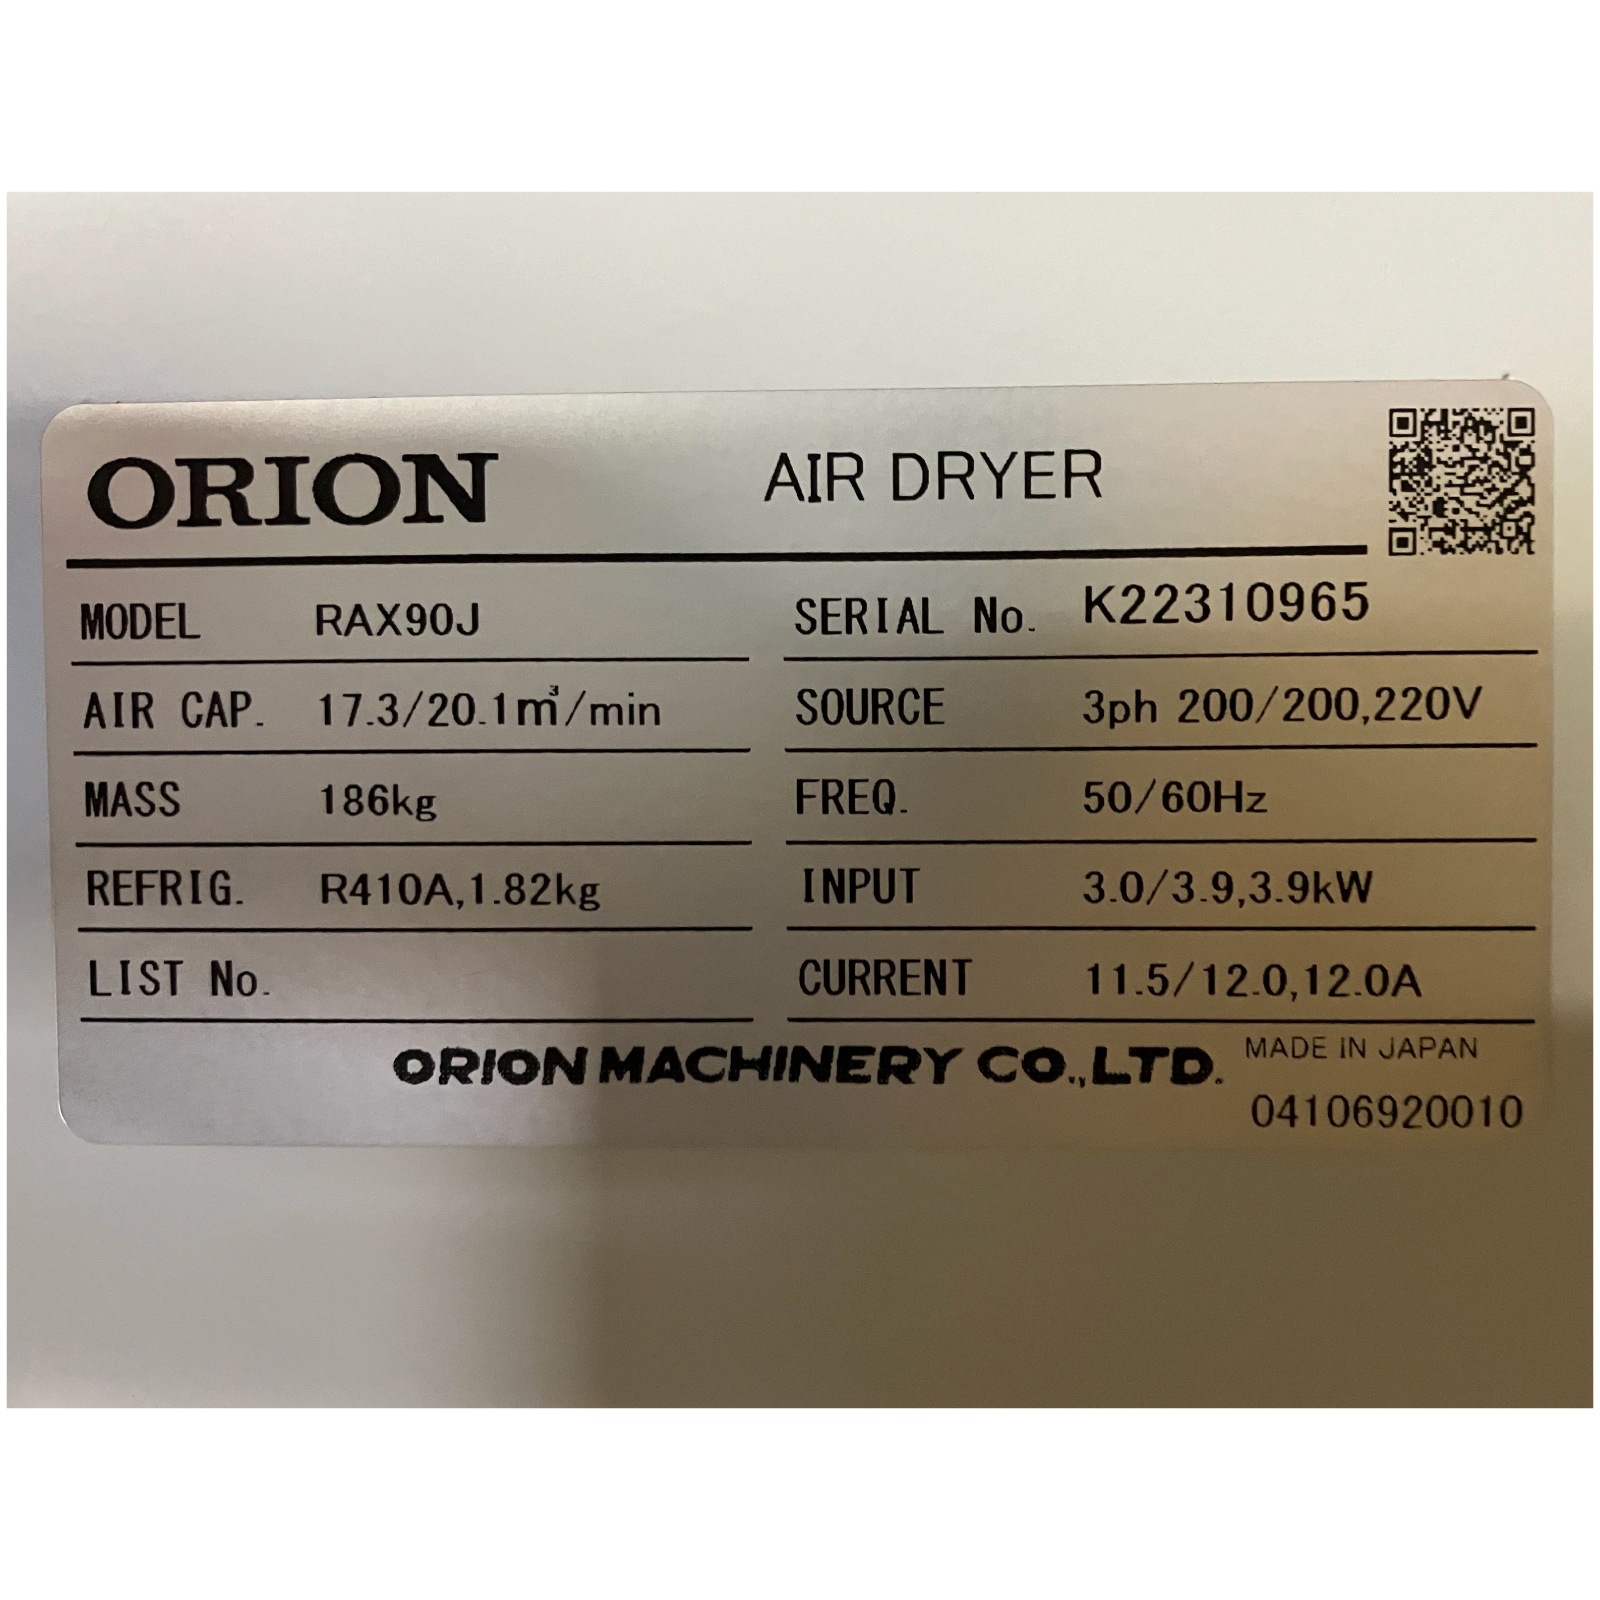 ORION AIR DRYER
MODEL RAX90J SERIAL No. K22310965
AIR CAP. 17.3/20.1m³/min SOURCE 3ph 200/200,220V
MASS 186kg FREQ. 50/60Hz
REFRIG. R410A,1.82kg INPUT 3.0/3.9,3.9kW
LIST No. CURRENT 11.5/12.0,12.0A
ORION MACHINERY CO.,LTD. MADE IN JAPAN
04106920010